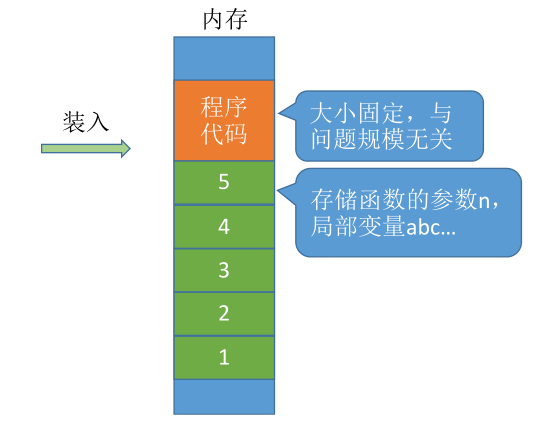 内存
程序
代码
装入
大小固定，与
问题规模无关
5
存储函数的参数n，
局部变量abc…
4
3
2
1